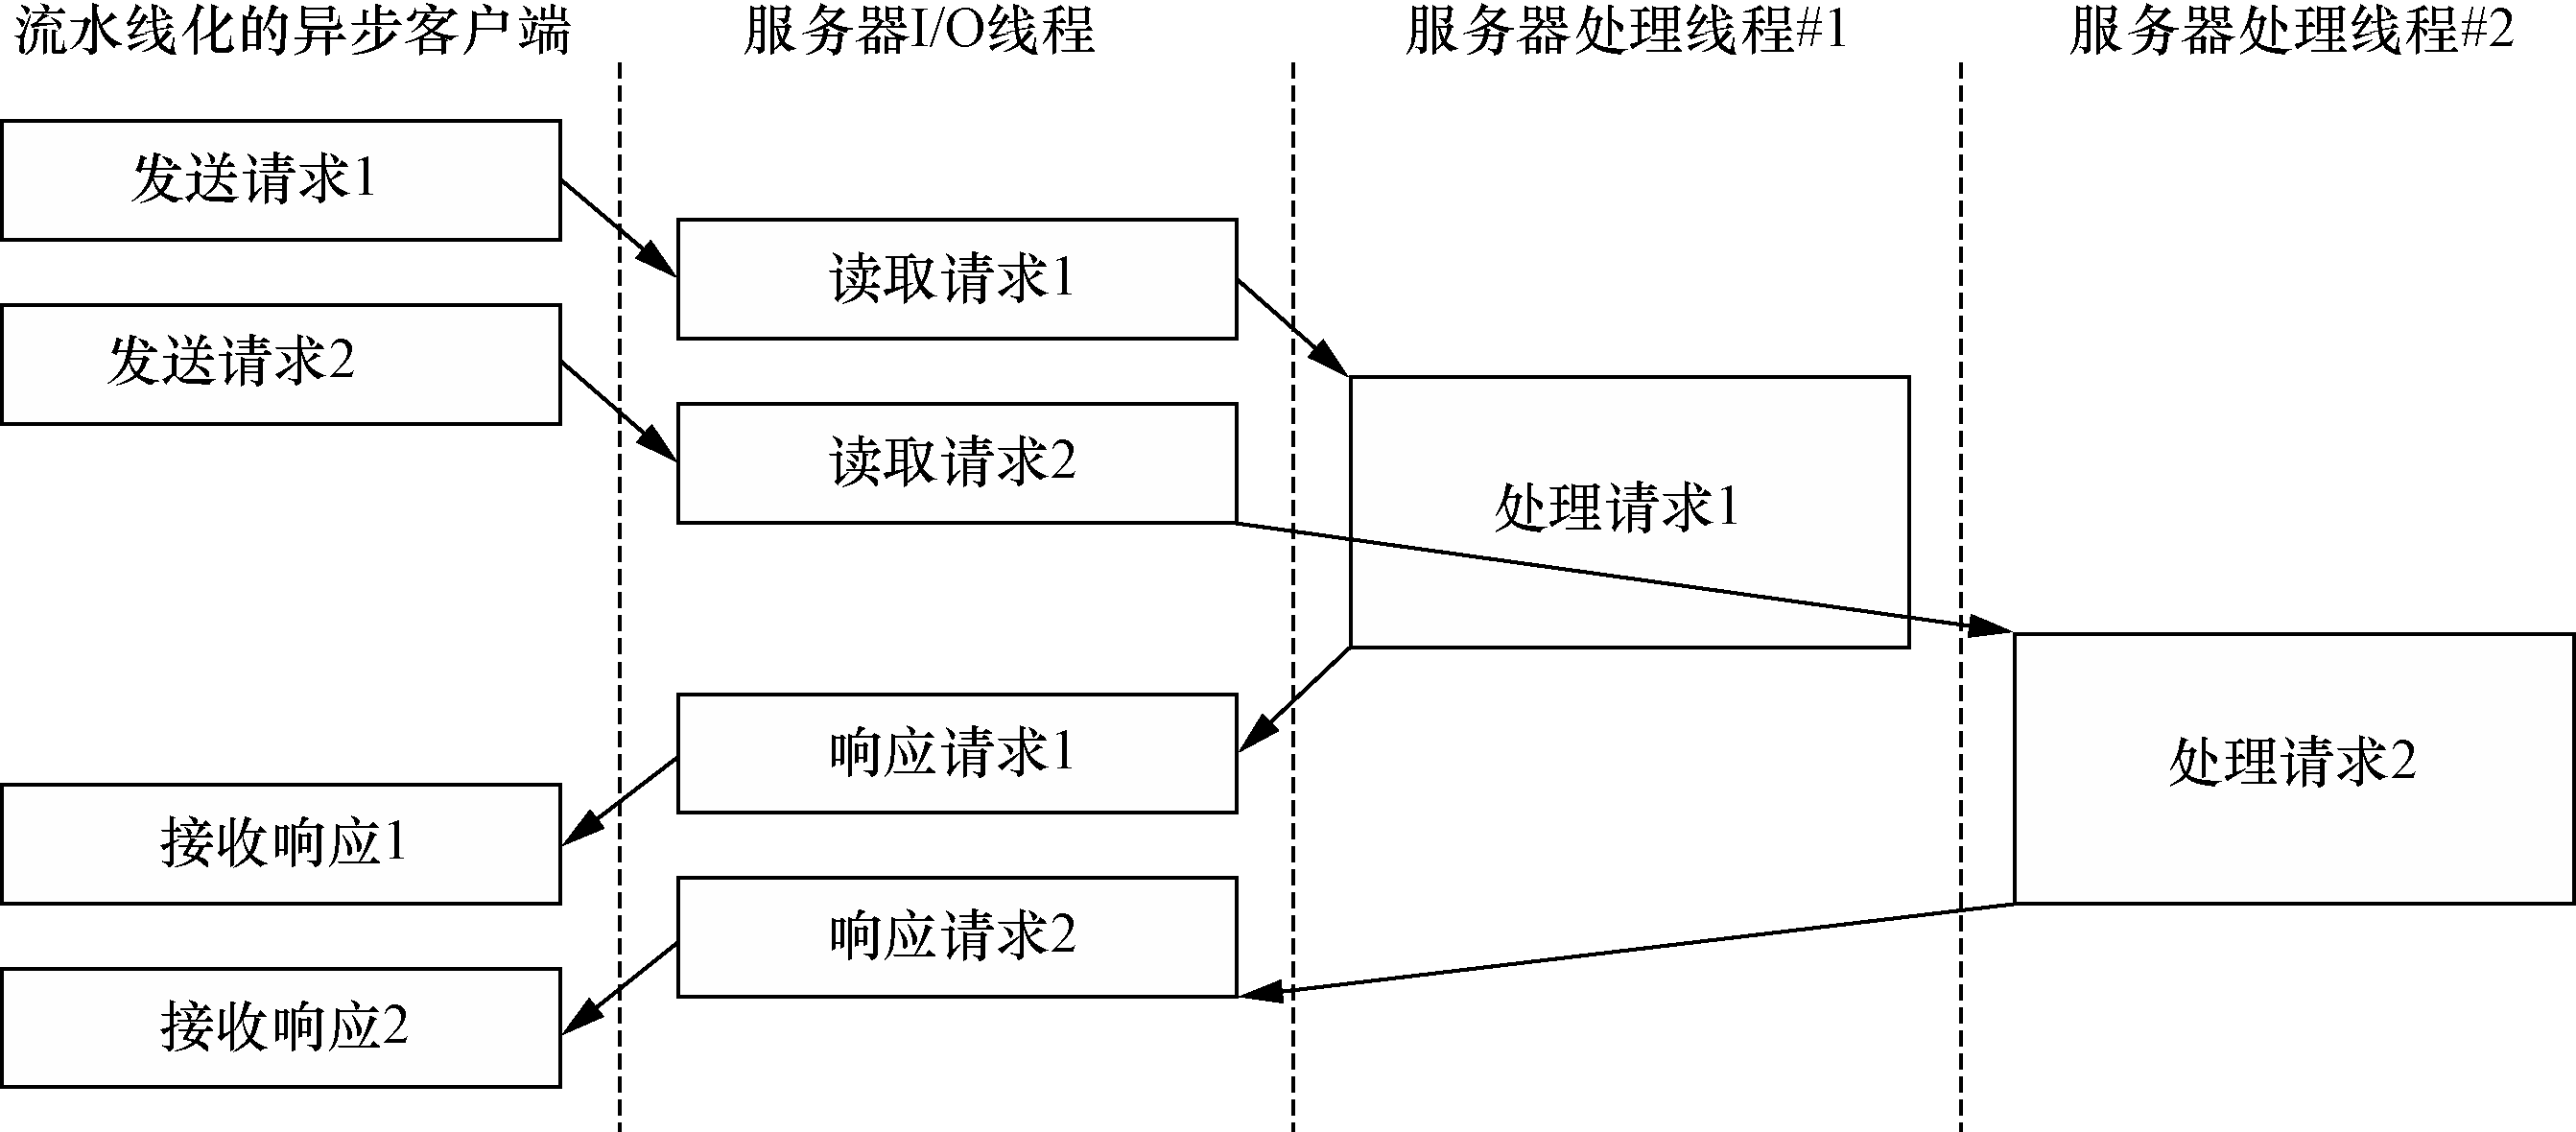 流水线化的异步客户端
服务器I/O线程
服务器处理线程#1
服务器处理线程#2
发送请求1
读取请求1
发送请求2
读取请求2
处理请求1
响应请求1
处理请求2
接收响应1
响应请求2
接收响应2